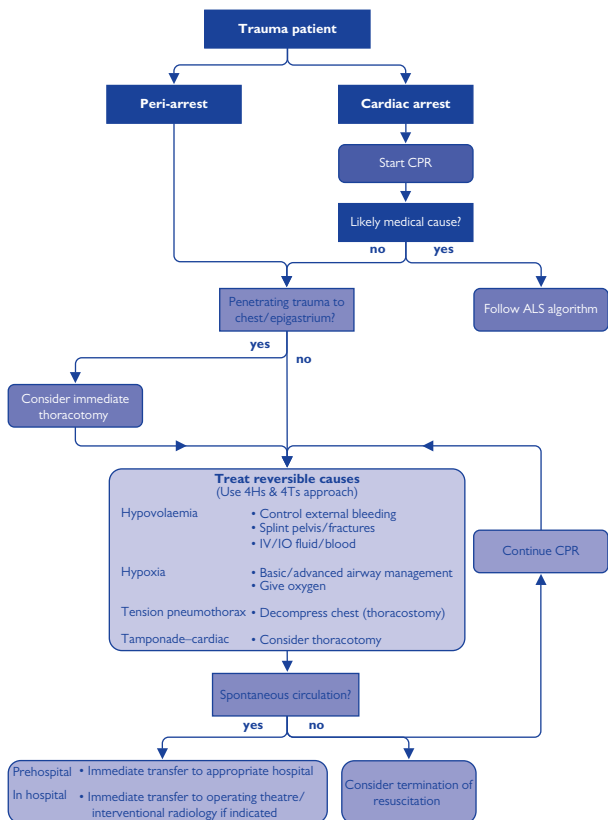 Trauma patient
Peri-arrest
Cardiac arrest
Start CPR
Likely medical cause?
no
yes
Penetrating trauma to
chest/epigastrium?
Follow ALS algorithm
yes
no
Consider immediate
thoracotomy
Treat reversible causes
(Use 4Hs & 4Ts approach)
Hypovolaemia
• Control external bleeding
• Splint pelvis/fractures
• IV/IO fluid/blood
Hypoxia
• Basic/advanced airway management
• Give oxygen
Tension pneumothorax • Decompress chest (thoracostomy)
Tamponade–cardiac • Consider thoracotomy
Continue CPR
Spontaneous circulation?
yes
no
Prehospital • Immediate transfer to appropriate hospital
In hospital • Immediate transfer to operating theatre/
interventional radiology if indicated
Consider termination of
resuscitation